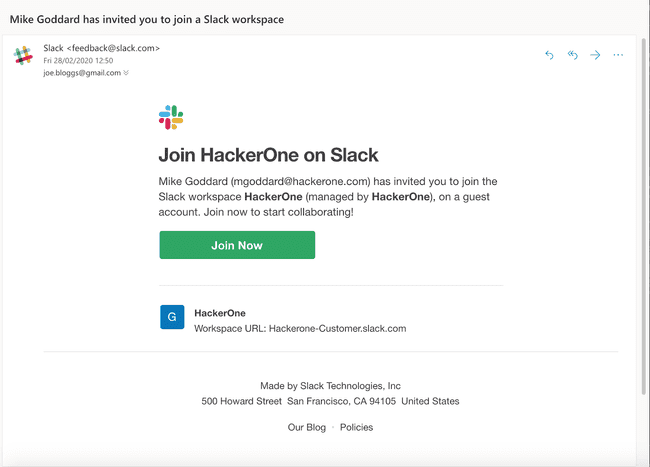 Mike Goddard has invited you to join a Slack workspace
Slack <feedback@slack.com>
Fri 28/02/2020 12:50
joe.bloggs@gmail.com
Join HackerOne on Slack
Mike Goddard (mgoddard@hackerone.com) has invited you to join the
Slack workspace HackerOne (managed by HackerOne), on a guest
account. Join now to start collaborating!
Join Now
G
HackerOne
Workspace URL: Hackerone-Customer.slack.com
Made by Slack Technologies, Inc
500 Howard Street San Francisco, CA 94105 United States
Our Blog · Policies